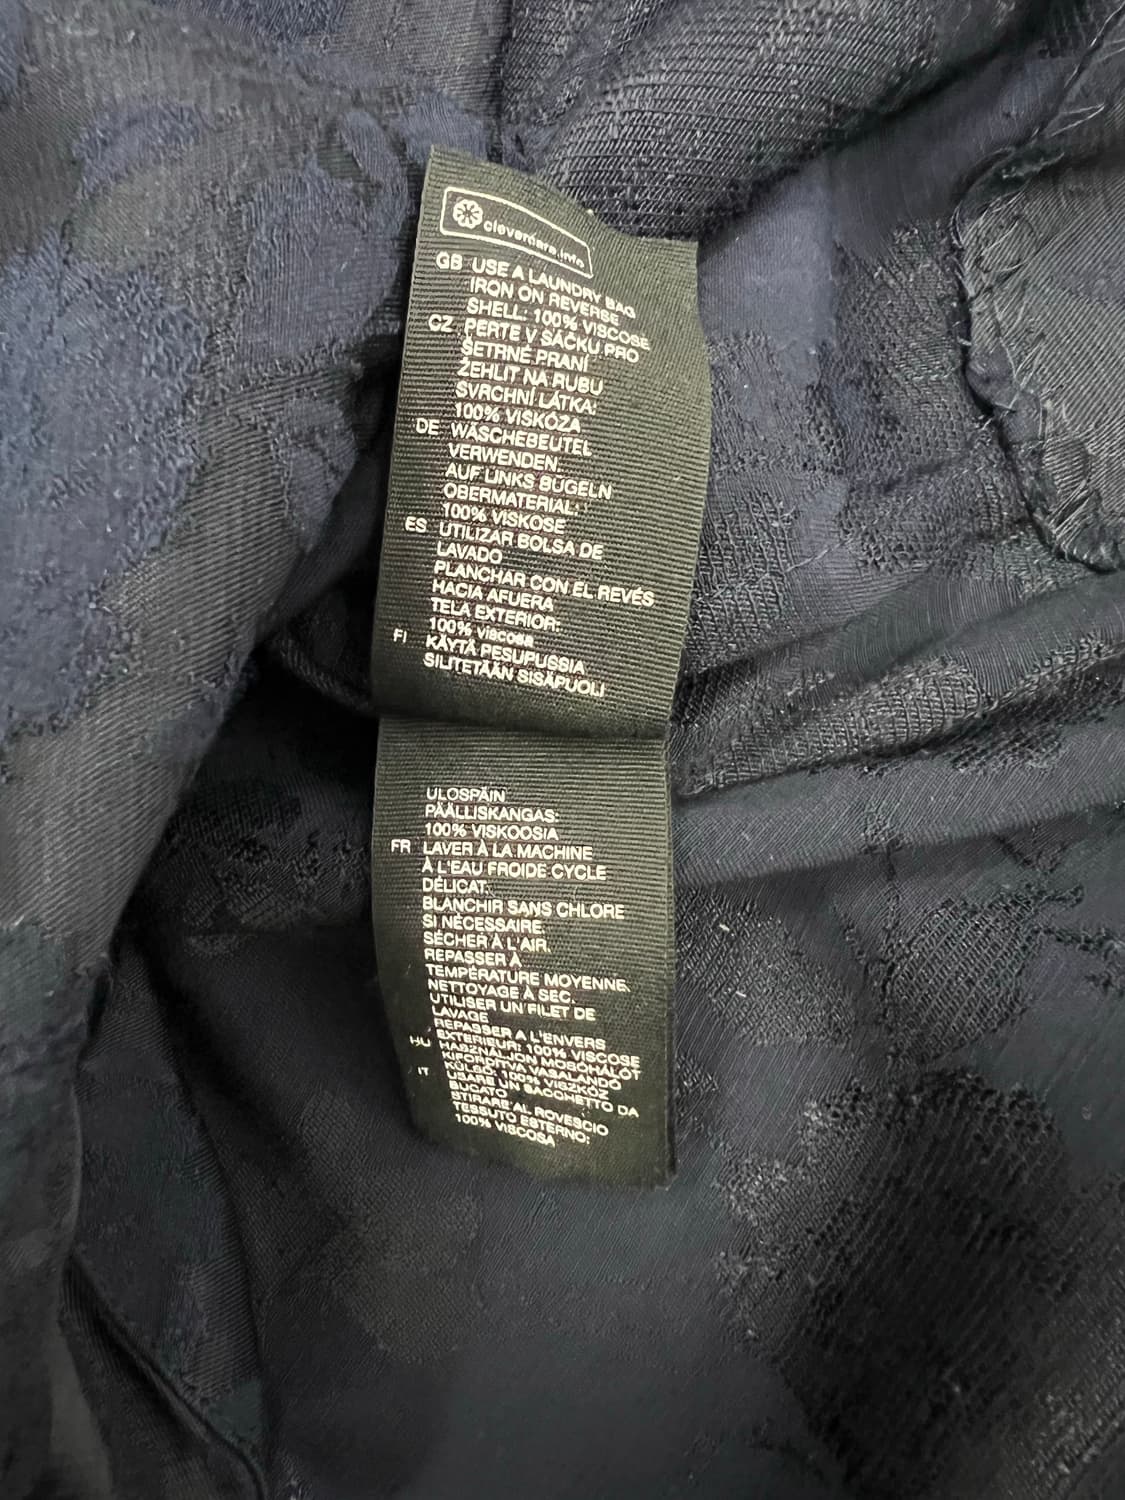 clevercare.info
GB USE A LAUNDRY BAG
IRON ON REVERSE
SHELL: 100% VISCOSE
CZ PERTE V SÁČKU PRO
ŠETRNÉ PRANÍ
ŽEHLIT NA RUBU
SVRCHNÍ LÁTKA:
100% VISKÓZA
DE WÄSCHEBEUTEL
VERWENDEN.
AUF LINKS BÜGELN
OBERMATERIAL:
100% VISKOSE
ES UTILIZAR BOLSA DE
LAVADO
PLANCHAR CON EL REVÉS
HACIA AFUERA
TELA EXTERIOR:
100% viscosa
FI KÄYTÄ PESUPUSSIA
SILITETÄÄN SISÄPUOLI
ULOSPÄIN
PÄÄLLISKANGAS:
100% VISKOOSIA
FR LAVER À LA MACHINE
À L'EAU FROIDE CYCLE
DÉLICAT.
BLANCHIR SANS CHLORE
SI NÉCESSAIRE.
SÉCHER À L'AIR.
REPASSER À
TEMPÉRATURE MOYENNE.
NETTOYAGE À SEC.
UTILISER UN FILET DE
LAVAGE
REPASSER A L'ENVERS
EXTERIEUR: 100% VISCOSE
HU HASZNÁLJON MOSÓHÁLÓT
KIFORDÍTVA VASALANDÓ
KÜLSŐ: VISZKÓZ
IT USARE UN SACCHETTO DA
BUCATO
STIRARE AL ROVESCIO
TESSUTO ESTERNO:
100% VISCOSA